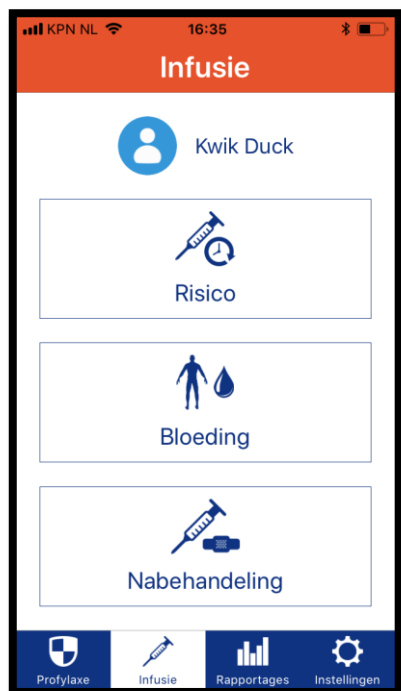 KPN NL 16:35
Infusie
Kwik Duck
Risico
Bloeding
Nabehandeling
Profylaxe Infusie Rapportages Instellingen